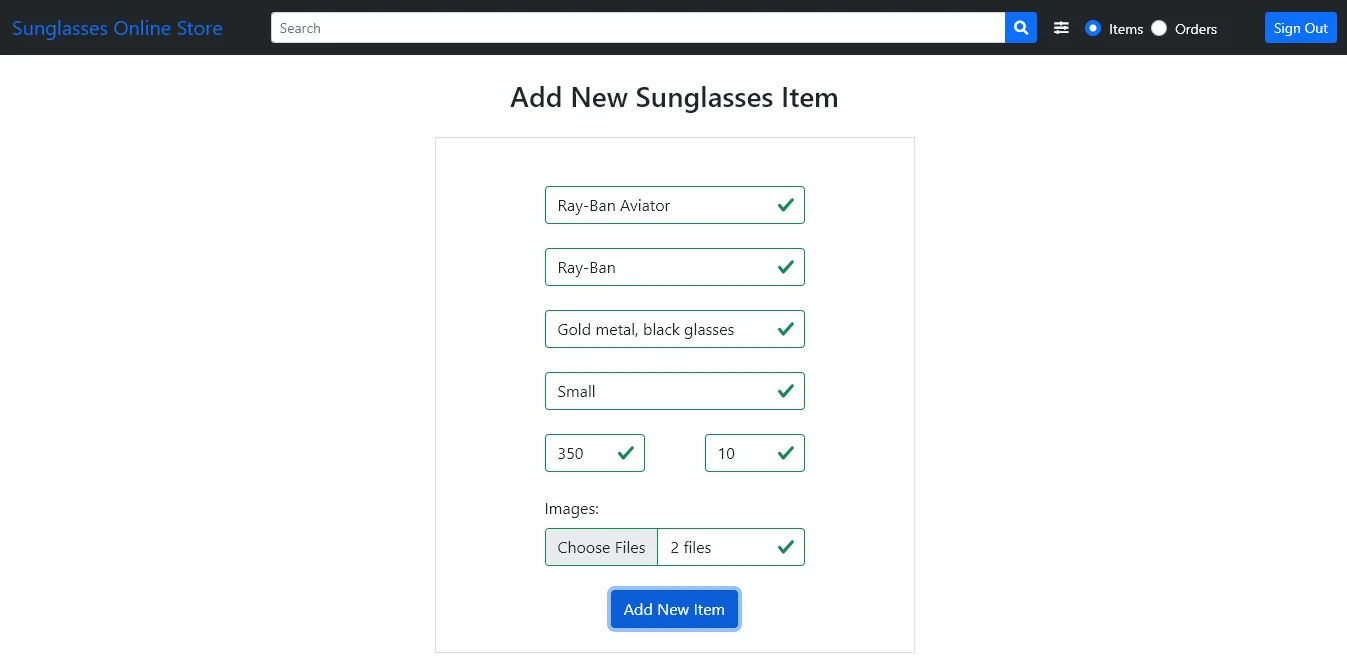 Sunglasses Online Store Search Items Orders Sign Out
Add New Sunglasses Item
Ray-Ban Aviator
Ray-Ban
Gold metal, black glasses
Small
350 10
Images:
Choose Files 2 files
Add New Item